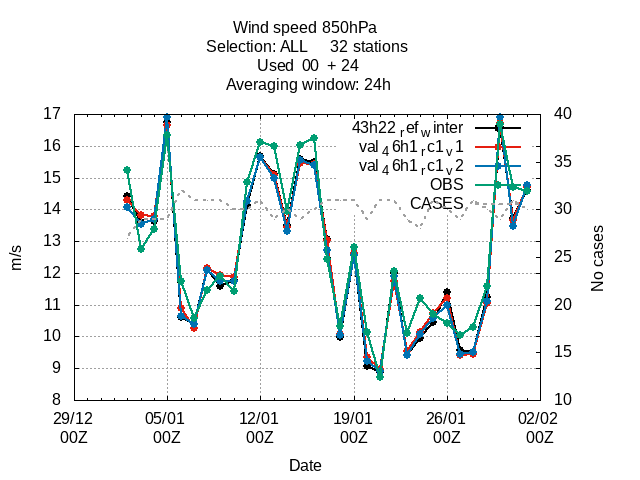 Wind speed 850hPa
Selection: ALL 32 stations
Used 00 + 24
Averaging window: 24h
17 40
43h22 ref winter
val 4 6h1 r c1 v 1
16
35
val 4 6h1 r c1 v 2
15
OBS
14 30
CASES
13
m/s No cases
25
12
11 20
10
15
9
8 10
29/12 05/01 12/01 19/01 26/01 02/02
00Z 00Z 00Z 00Z 00Z 00Z
Date